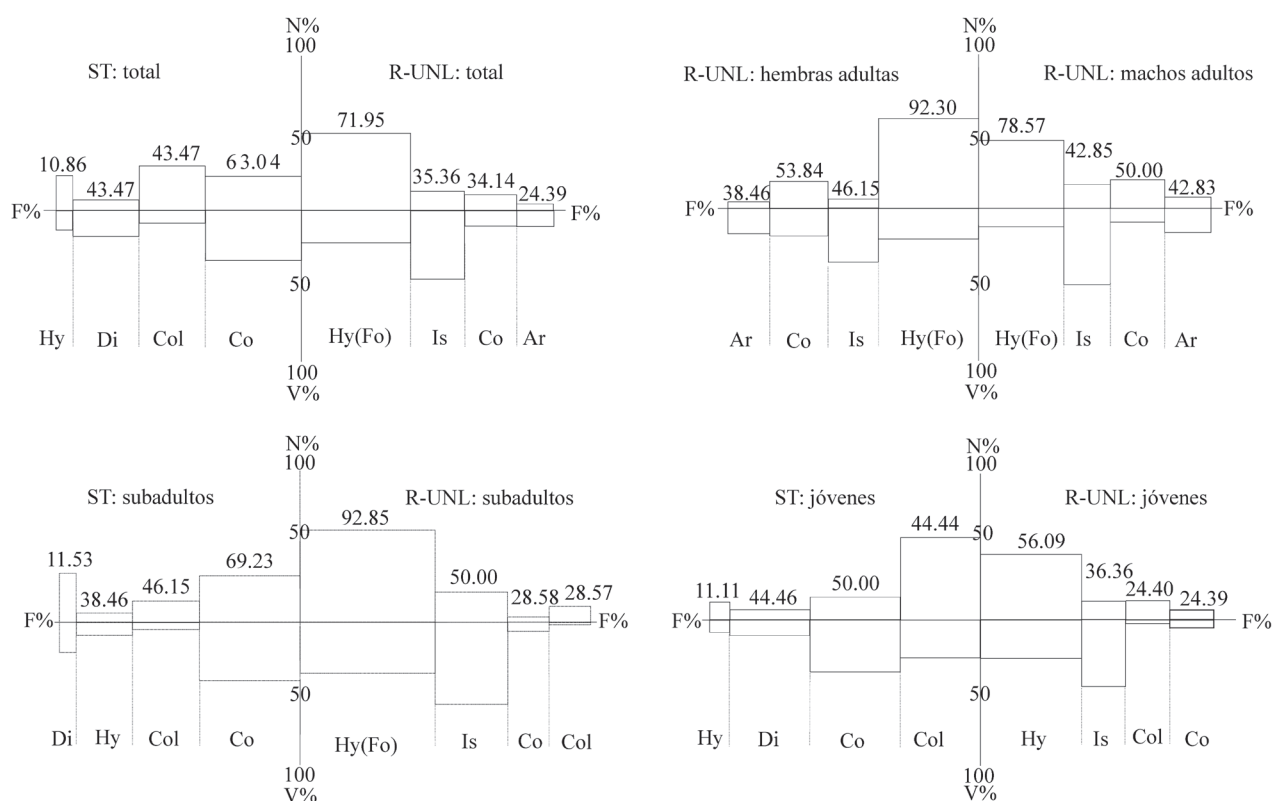 N%
100
ST: total
R-UNL: total
71.95
50
10.86
43.47
43.47
63.04
35.36
34.14
24.39
F%
F%
50
Hy
Di
Col
Co
Hy(Fo)
Is
Co
Ar
100
V%
N%
100
R-UNL: hembras adultas
R-UNL: machos adultos
92.30
50
78.57
38.46
53.84
46.15
42.85
50.00
42.83
F%
F%
50
Ar
Co
Is
Hy(Fo)
Hy(Fo)
Is
Co
Ar
100
V%
N%
100
ST: subadultos
R-UNL: subadultos
92.85
50
11.53
38.46
46.15
69.23
50.00
28.58
28.57
F%
F%
50
Di
Hy
Col
Co
Hy(Fo)
Is
Co
Col
100
V%
N%
100
ST: jóvenes
R-UNL: jóvenes
44.44
50
56.09
11.11
44.46
50.00
36.36
24.40
24.39
F%
F%
50
Hy
Di
Co
Col
Hy
Is
Col
Co
100
V%